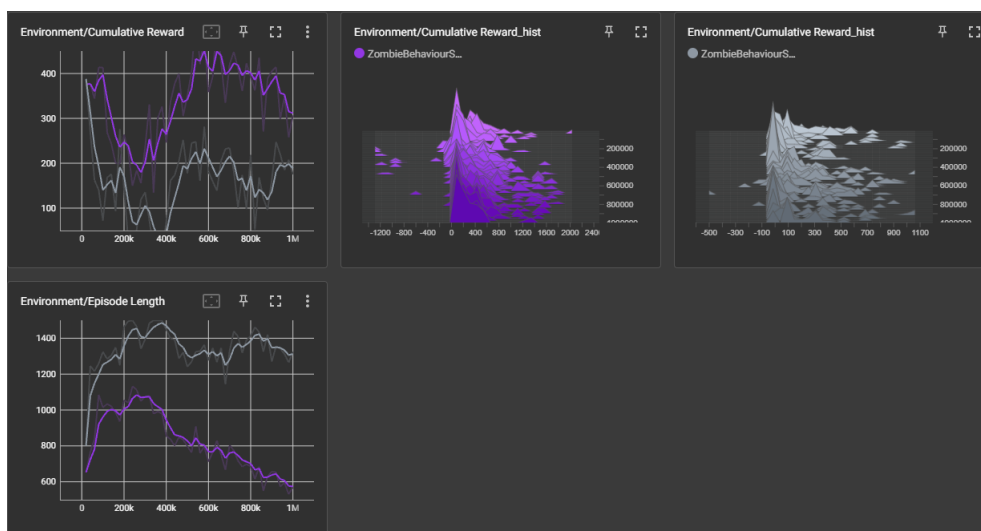 Environment/Cumulative Reward
400
300
200
100
0 200k 400k 600k 800k 1M
Environment/Cumulative Reward_hist
ZombieBehaviourS…
200000
400000
600000
800000
-1200 -800 -400 0 400 800 1200 1600 2000 240
Environment/Cumulative Reward_hist
ZombieBehaviourS…
200000
400000
600000
800000
-500 -300 -100 100 300 500 700 900 1100
Environment/Episode Length
1400
1200
1000
800
600
0 200k 400k 600k 800k 1M